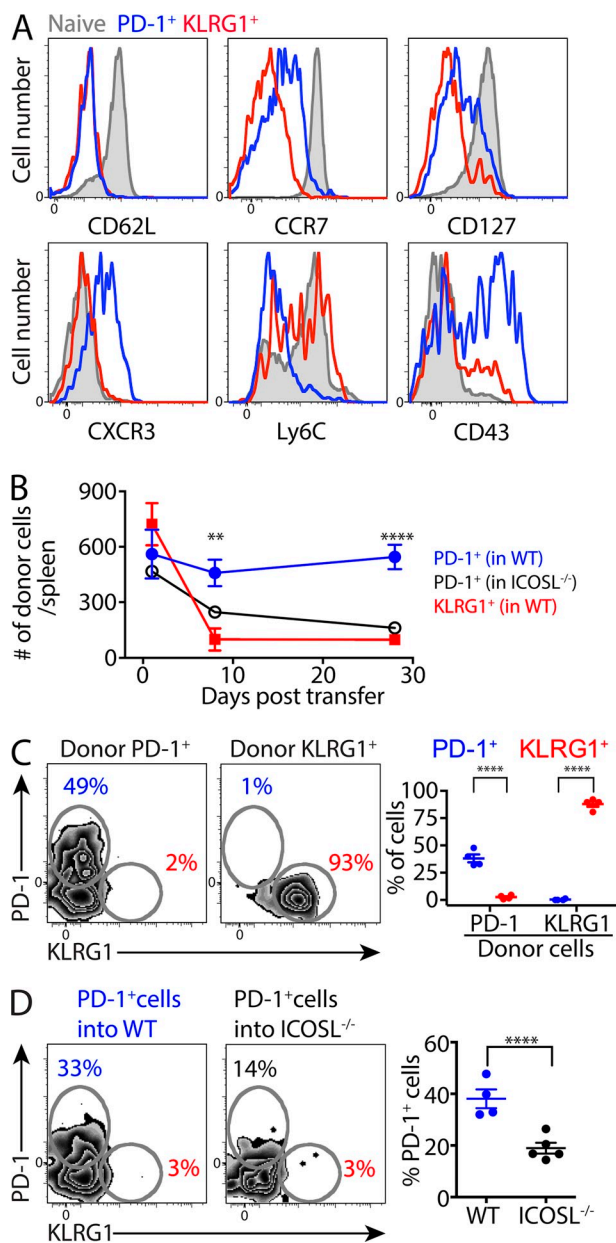 A
Naive PD-1+ KLRG1+
Cell number
0
CD62L
0
0
CCR7
0
0
CD127
Cell number
0
CXCR3
0
Ly6C
0
CD43
B
# of donor cells
/spleen
900
600
300
0
**
****
0
10
20
30
Days post transfer
PD-1+ (in WT)
PD-1+ (in ICOSL-/-)
KLRG1+ (in WT)
C
Donor PD-1+
Donor KLRG1+
49%
2%
1%
93%
PD-1
0
0
0
KLRG1
PD-1+
KLRG1+
****
****
% of cells
100
50
0
PD-1
KLRG1
Donor cells
D
PD-1+cells
into WT
PD-1+cells
into ICOSL-/-
33%
3%
14%
3%
PD-1
0
0
0
KLRG1
****
% PD-1+ cells
60
40
20
0
WT
ICOSL-/-